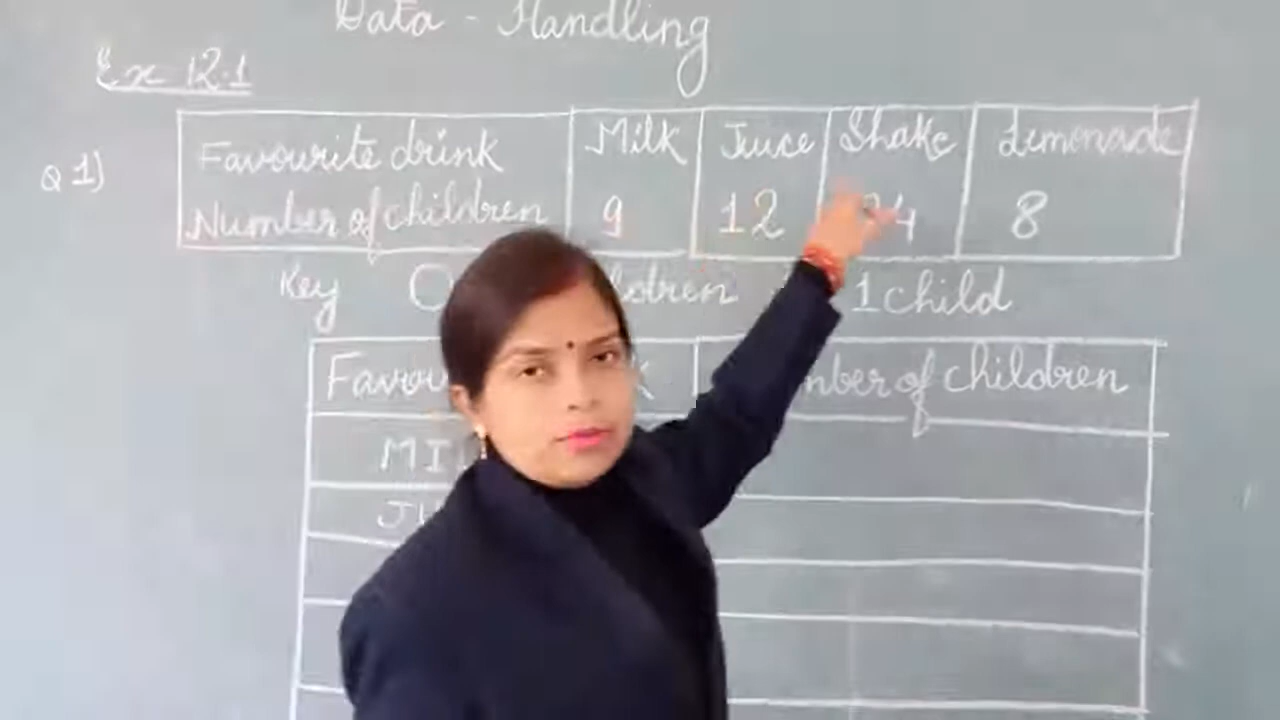 Data - Handling
Ex 12.1
Q 1) Favourite drink Milk Juice Shake Lemonade
Number of children 9 12 8
Key 1 child
number of children